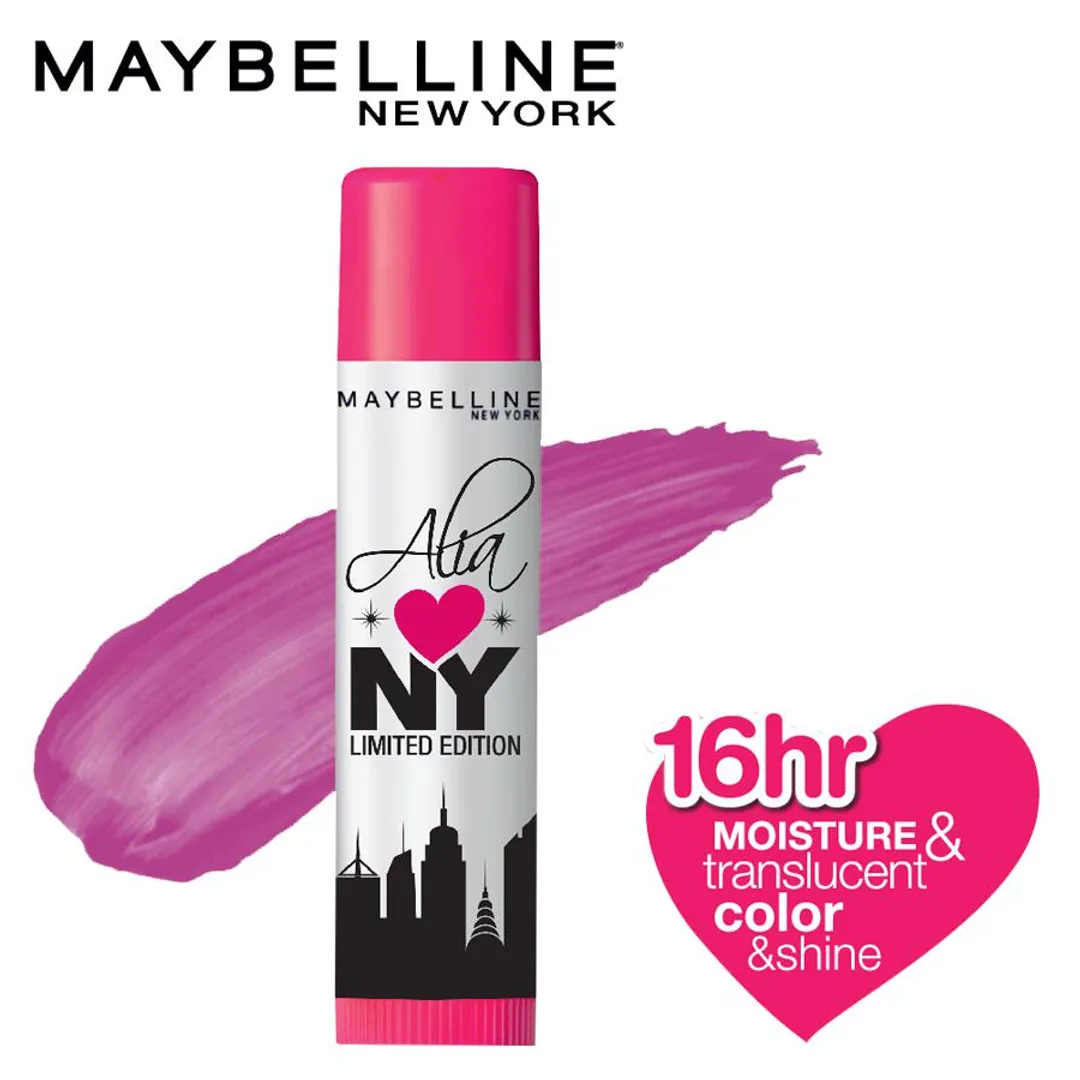 MAYBELLINE®
NEW YORK
MAYBELLINE
NEW YORK
Alia
NY
LIMITED EDITION
16hr
MOISTURE &
translucent
color
&shine